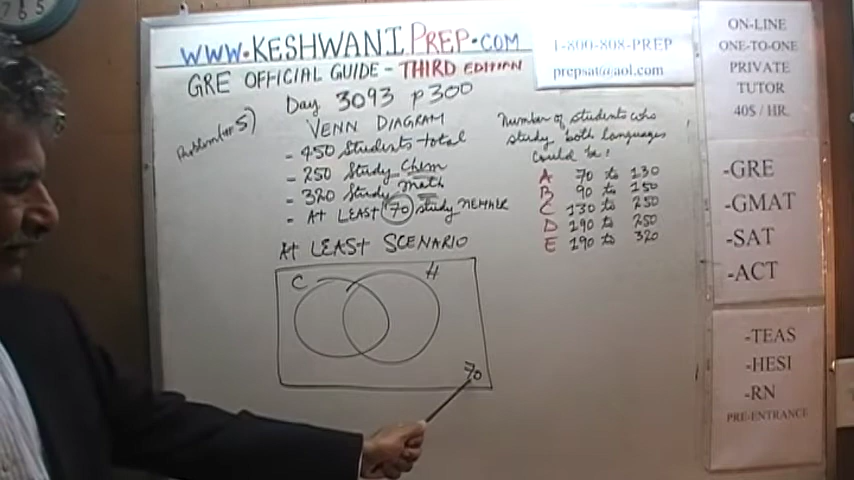 7 6 5
WWW.KESHWANIPREP.COM
GRE OFFICIAL GUIDE - THIRD EDITION
1-800-808-PREP
prepsat@aol.com
Day 3093 p300
Problem(or 5)
VENN DIAGRAM
- 450 Students total
- 250 Study Chem
- 320 Study Math
- AT LEAST 70 study NEITHER
Number of students who
study both languages
could be:
A 70 to 130
B 90 to 150
C 130 to 250
D 190 to 250
E 190 to 320
AT LEAST SCENARIO
C
H
70
ON-LINE
ONE-TO-ONE
PRIVATE
TUTOR
40$ / HR.
-GRE
-GMAT
-SAT
-ACT
-TEAS
-HESI
-RN
PRE-ENTRANCE